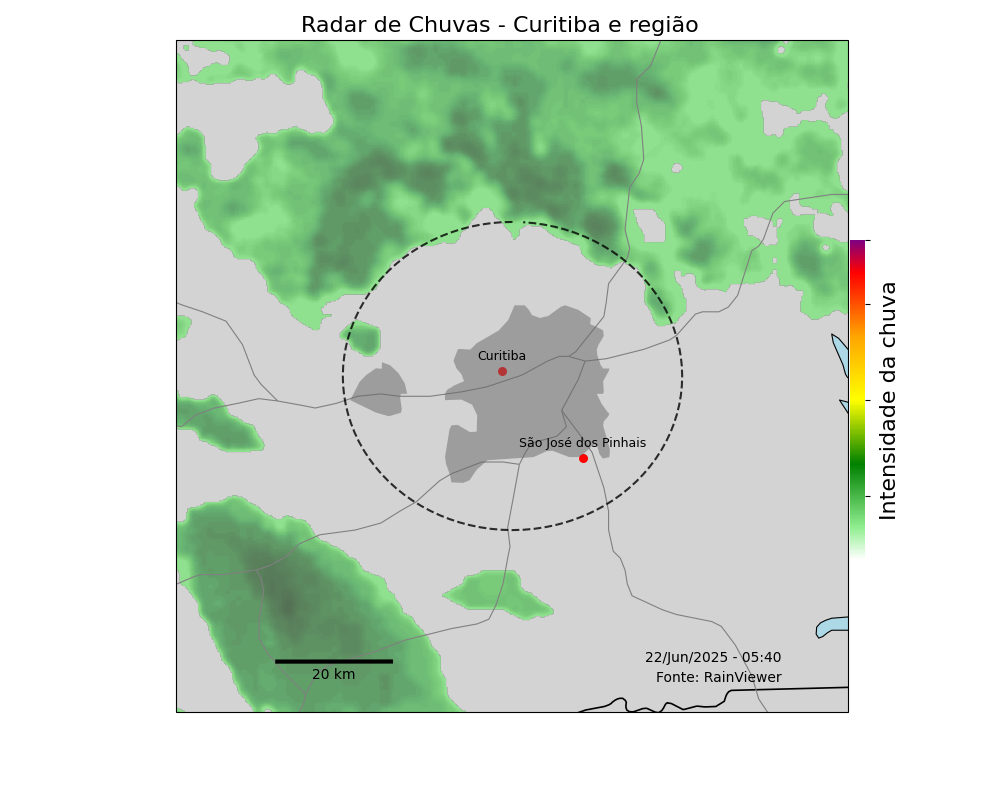 Radar de Chuvas - Curitiba e região
Curitiba
São José dos Pinhais
Intensidade da chuva
22/Jun/2025 - 05:40
Fonte: RainViewer
20 km